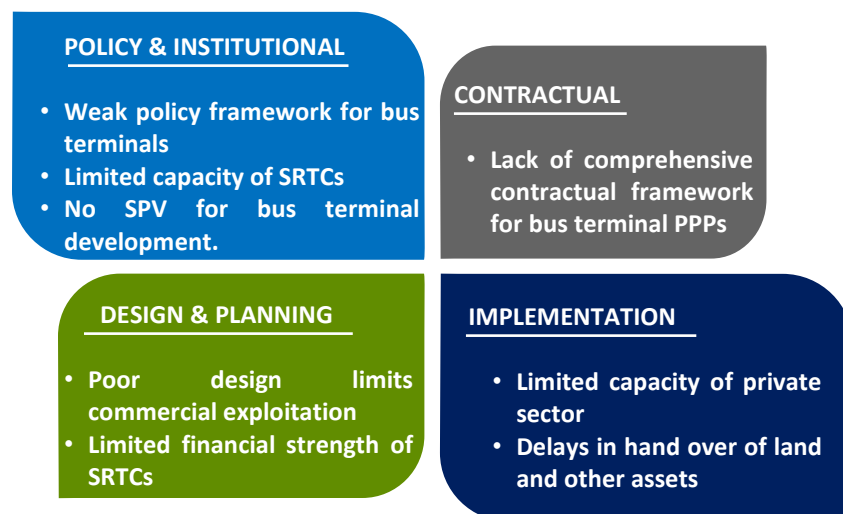 POLICY & INSTITUTIONAL
• Weak policy framework for bus
terminals
• Limited capacity of SRTCs
• No SPV for bus terminal
development.
CONTRACTUAL
• Lack of comprehensive
contractual framework
for bus terminal PPPs
DESIGN & PLANNING
• Poor design limits
commercial exploitation
• Limited financial strength of
SRTCs
IMPLEMENTATION
• Limited capacity of private
sector
• Delays in hand over of land
and other assets